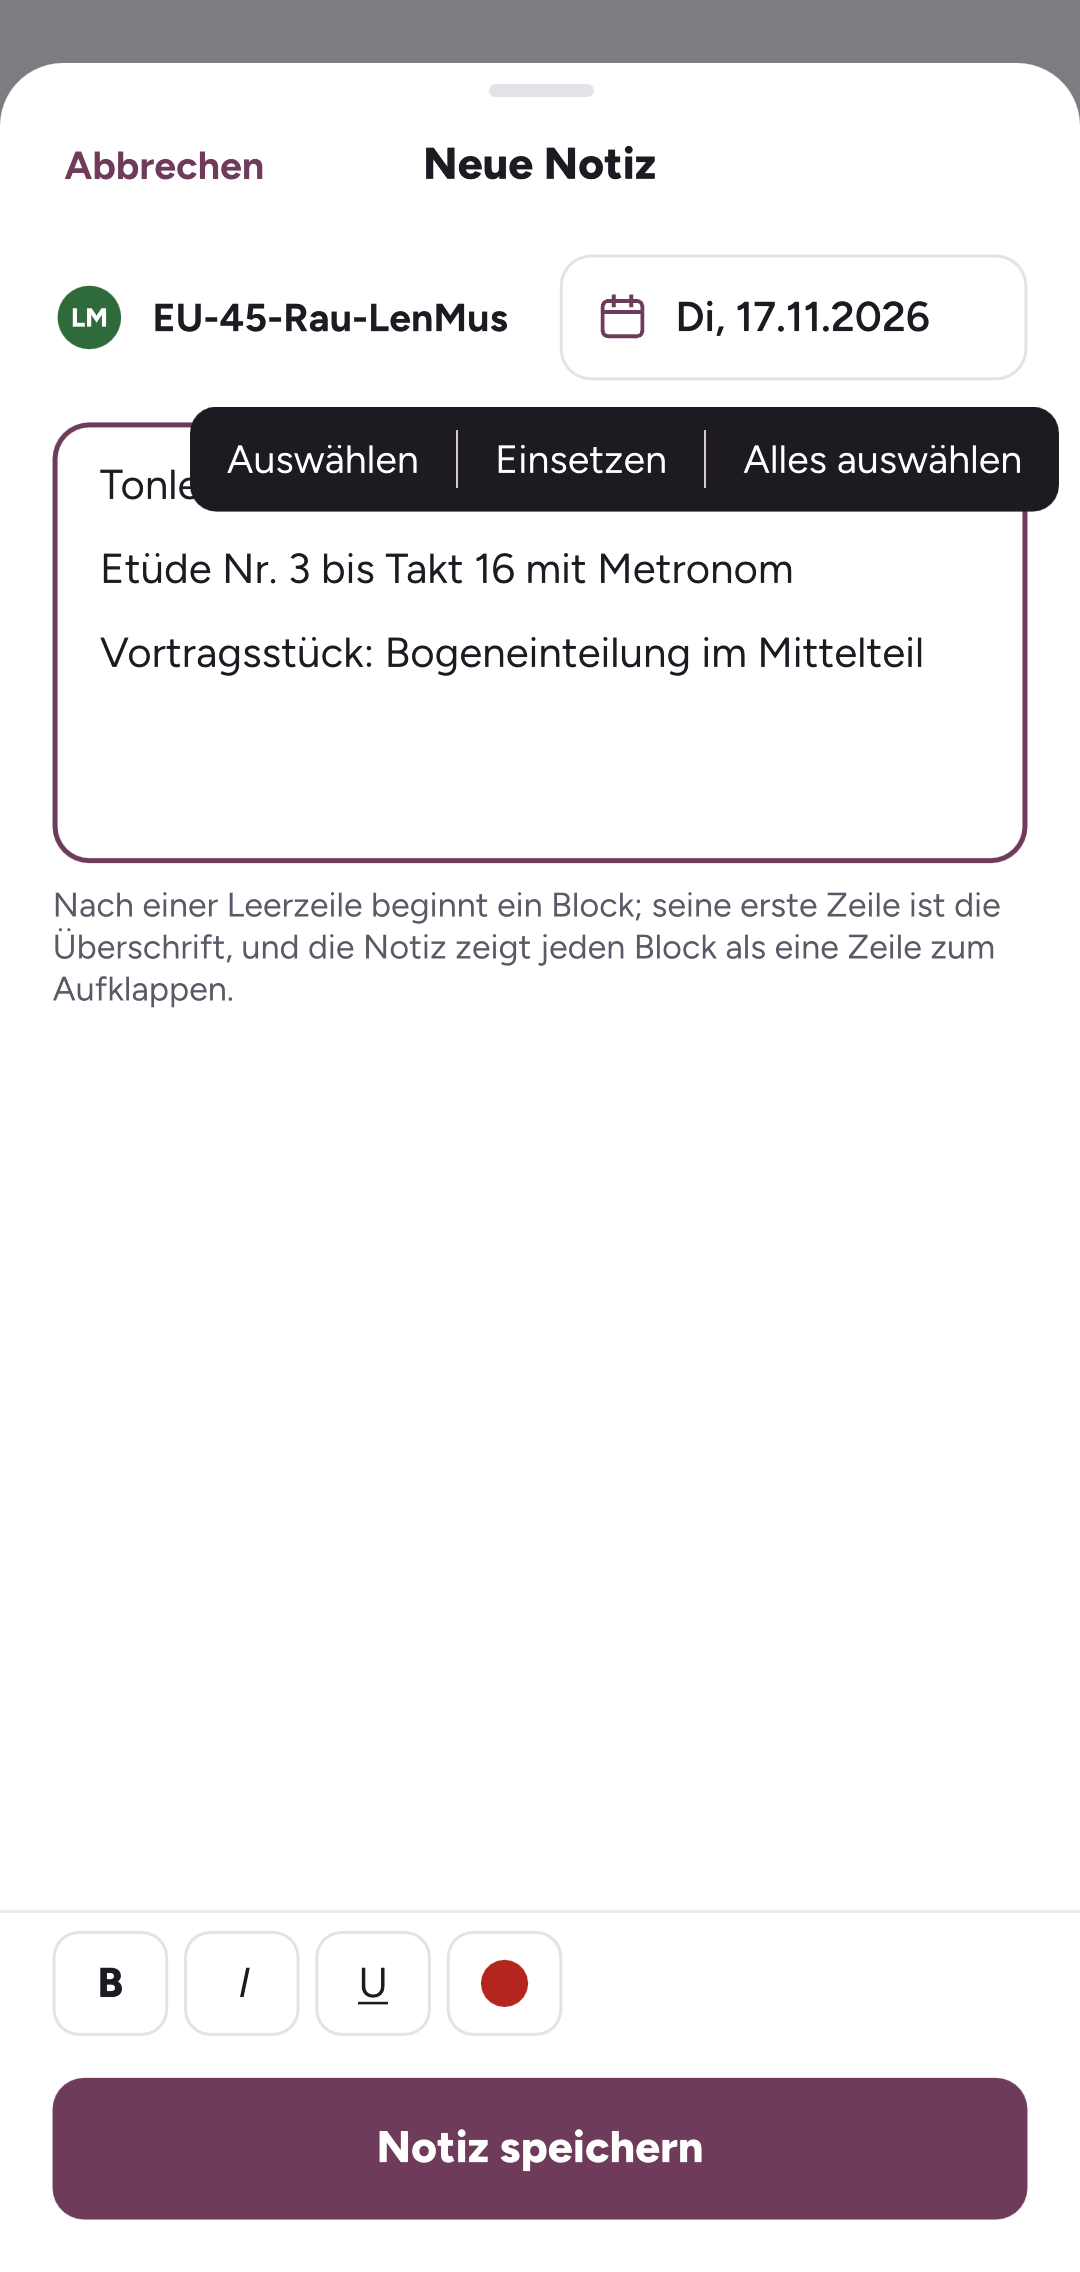 Abbrechen
Neue Notiz
LM
EU-45-Rau-LenMus
Di, 17.11.2026
Auswählen
Einsetzen
Alles auswählen
Etüde Nr. 3 bis Takt 16 mit Metronom
Vortragsstück: Bogeneinteilung im Mittelteil
Nach einer Leerzeile beginnt ein Block; seine erste Zeile ist die
Überschrift, und die Notiz zeigt jeden Block als eine Zeile zum
Aufklappen.
B
I
U
Notiz speichern